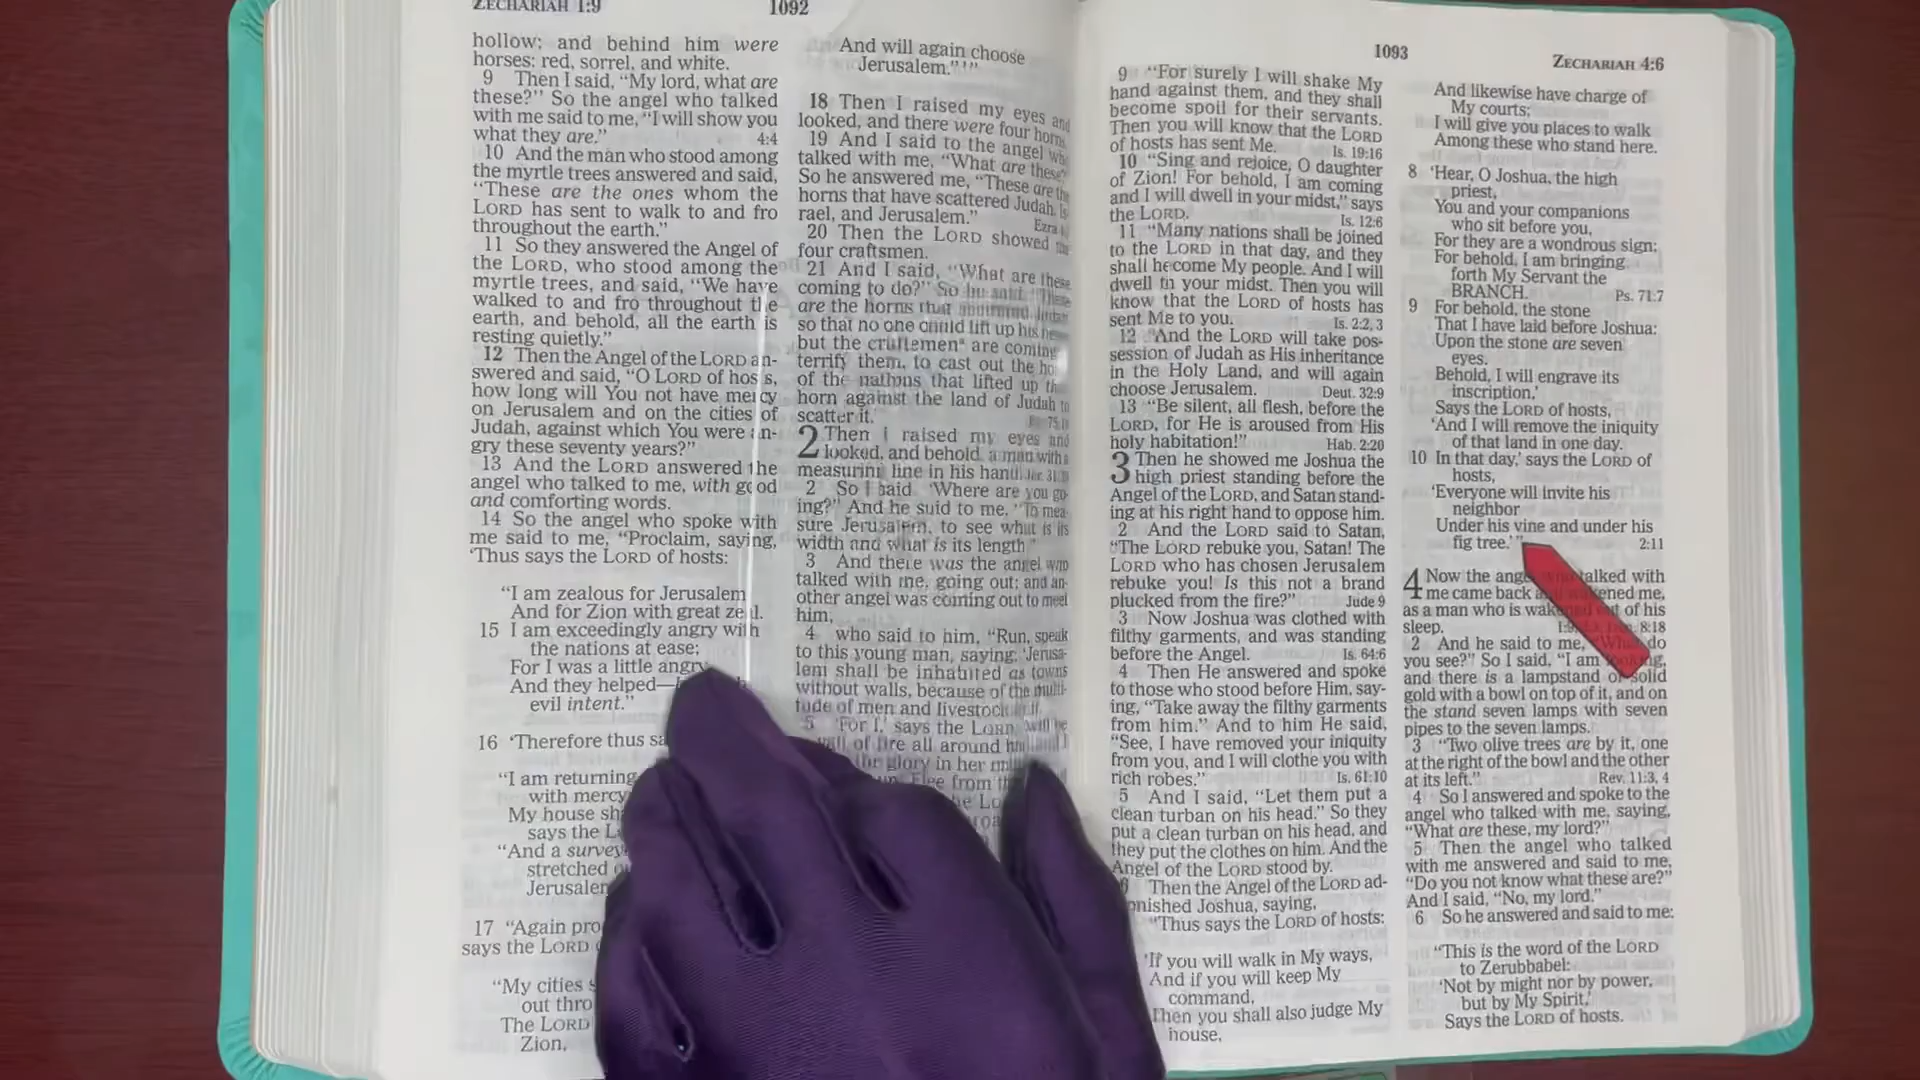 ZECHARIAH 1:9
1092
hollow; and behind him were
horses: red, sorrel, and white.
9 Then I said, “My lord, what are
these?” So the angel who talked
with me said to me, “I will show you
what they are.” 4:4
10 And the man who stood among
the myrtle trees answered and said,
“These are the ones whom the
LORD has sent to walk to and fro
throughout the earth.”
11 So they answered the Angel of
the LORD, who stood among the
myrtle trees, and said, “We have
walked to and fro throughout the
earth, and behold, all the earth is
resting quietly.”
12 Then the Angel of the LORD an-
swered and said, “O LORD of hosts,
how long will You not have mercy
on Jerusalem and on the cities of
Judah, against which You were an-
gry these seventy years?”
13 And the LORD answered the
angel who talked to me, with good
and comforting words.
14 So the angel who spoke with
me said to me, “Proclaim, saying,
‘Thus says the LORD of hosts:
“I am zealous for Jerusalem
And for Zion with great zeal.
15 I am exceedingly angry with
the nations at ease;
For I was a little angry,
And they helped—
evil intent.”
16 ‘Therefore thus
“I am returning
with mercy
My house
says the
“And a
stretched
17 “Again
says the LORD
“My cities
out
The LORD
Zion,
And will again choose
Jerusalem.” ’ ”
18 Then I raised my eyes and
looked, and there were four horns.
19 And I said to the angel who
talked with me, “What are these?”
So he answered me, “These are the
horns that have scattered Judah, Is-
rael, and Jerusalem.” Ezra
20 Then the LORD showed me
four craftsmen.
21 And I said, “What are these
coming to do?” So he said, “These
are the horns that scattered Judah,
so that no one could lift up his
but the craftsmen are coming
terrify them, to cast out the
of the nations that lifted up
horn against the land of Judah to
scatter it.”
2 Then I raised my eyes and
looked, and behold, a man with a
measuring line in his hand.
2 So I said, “Where are you go-
ing?” And he said to me, “To mea-
sure Jerusalem, to see what is its
width and what is its length.”
3 And there was the angel who
talked with me, going out; and an-
other angel was coming out to meet
him,
4 who said to him, “Run, speak
to this young man, saying: ‘Jerusa-
lem shall be inhabited as towns
without walls, because of the multi-
tude of men and livestock in it.
5 ‘For I,’ says the LORD, ‘will be
wall of fire all around
the glory in her
from
the
1093
ZECHARIAH 4:6
9 “For surely I will shake My
hand against them, and they shall
become spoil for their servants.
Then you will know that the LORD
of hosts has sent Me. Is. 19:16
10 “Sing and rejoice, O daughter
of Zion! For behold, I am coming
and I will dwell in your midst,” says
the LORD. Is. 12:6
11 “Many nations shall be joined
to the LORD in that day, and they
shall become My people. And I will
dwell in your midst. Then you will
know that the LORD of hosts has
sent Me to you. Is. 2:2, 3
12 “And the LORD will take pos-
session of Judah as His inheritance
in the Holy Land, and will again
choose Jerusalem. Deut. 32:9
13 “Be silent, all flesh, before the
LORD, for He is aroused from His
holy habitation!” Hab. 2:20
3 Then he showed me Joshua the
high priest standing before the
Angel of the LORD, and Satan stand-
ing at his right hand to oppose him.
2 And the LORD said to Satan,
“The LORD rebuke you, Satan! The
LORD who has chosen Jerusalem
rebuke you! Is this not a brand
plucked from the fire?” Jude 9
3 Now Joshua was clothed with
filthy garments, and was standing
before the Angel. Is. 64:6
4 Then He answered and spoke
to those who stood before Him, say-
ing, “Take away the filthy garments
from him.” And to him He said,
“See, I have removed your iniquity
from you, and I will clothe you with
rich robes.” Is. 61:10
5 And I said, “Let them put a
clean turban on his head.” So they
put a clean turban on his head, and
they put the clothes on him. And the
Angel of the LORD stood by.
6 Then the Angel of the LORD ad-
monished Joshua, saying,
“Thus says the LORD of hosts:
‘If you will walk in My ways,
And if you will keep My
command,
Then you shall also judge My
house,
And likewise have charge of
My courts;
I will give you places to walk
Among these who stand here.
8 ‘Hear, O Joshua, the high
priest,
You and your companions
who sit before you,
For they are a wondrous sign;
For behold, I am bringing
forth My Servant the
BRANCH. Ps. 71:7
9 For behold, the stone
That I have laid before Joshua:
Upon the stone are seven
eyes.
Behold, I will engrave its
inscription,’
Says the LORD of hosts,
‘And I will remove the iniquity
of that land in one day.
10 In that day,’ says the LORD of
hosts,
‘Everyone will invite his
neighbor
Under his vine and under his
fig tree.’ ” 2:11
4 Now the angel who talked with
me came back and wakened me,
as a man who is wakened out of his
sleep. 8:18
2 And he said to me, “What do
you see?” So I said, “I am looking,
and there is a lampstand of solid
gold with a bowl on top of it, and on
the stand seven lamps with seven
pipes to the seven lamps.
3 “Two olive trees are by it, one
at the right of the bowl and the other
at its left.” Rev. 11:3, 4
4 So I answered and spoke to the
angel who talked with me, saying,
“What are these, my lord?”
5 Then the angel who talked
with me answered and said to me,
“Do you not know what these are?”
And I said, “No, my lord.”
6 So he answered and said to me:
“This is the word of the LORD
to Zerubbabel:
‘Not by might nor by power,
but by My Spirit,’
Says the LORD of hosts.